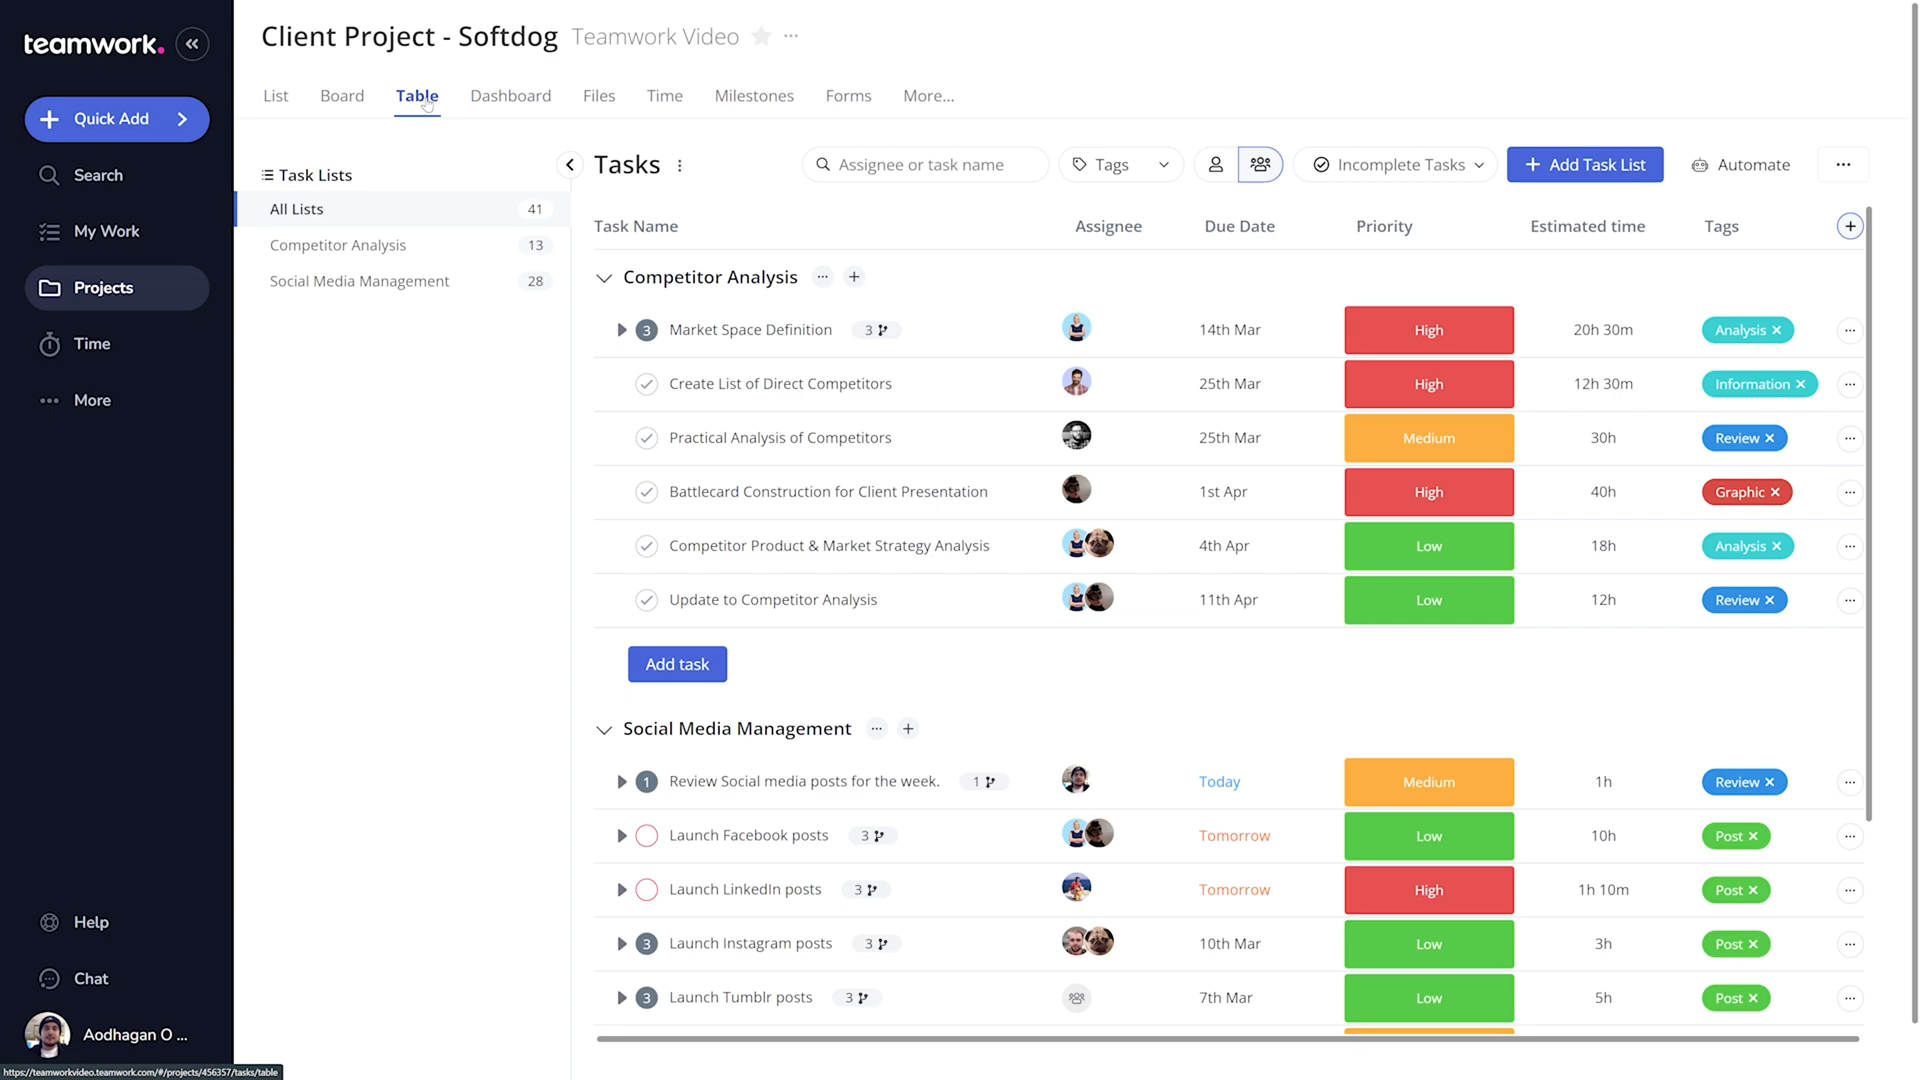 teamwork.
Quick Add
Search
My Work
Projects
Time
More
Help
Chat
Aodhagan O ...
https://teamworkvideo.teamwork.com/#/projects/456357/tasks/table
Client Project - Softdog Teamwork Video
List Board Table Dashboard Files Time Milestones Forms More...
Task Lists
All Lists 41
Competitor Analysis 13
Social Media Management 28
Tasks Assignee or task name Tags Incomplete Tasks + Add Task List Automate
Task Name Assignee Due Date Priority Estimated time Tags
Competitor Analysis
3 Market Space Definition 3 14th Mar High 20h 30m Analysis
Create List of Direct Competitors 25th Mar High 12h 30m Information
Practical Analysis of Competitors 25th Mar Medium 30h Review
Battlecard Construction for Client Presentation 1st Apr High 40h Graphic
Competitor Product & Market Strategy Analysis 4th Apr Low 18h Analysis
Update to Competitor Analysis 11th Apr Low 12h Review
Add task
Social Media Management
1 Review Social media posts for the week. 1 Today Medium 1h Review
Launch Facebook posts 3 Tomorrow Low 10h Post
Launch LinkedIn posts 3 Tomorrow High 1h 10m Post
3 Launch Instagram posts 3 10th Mar Low 3h Post
3 Launch Tumblr posts 3 7th Mar Low 5h Post